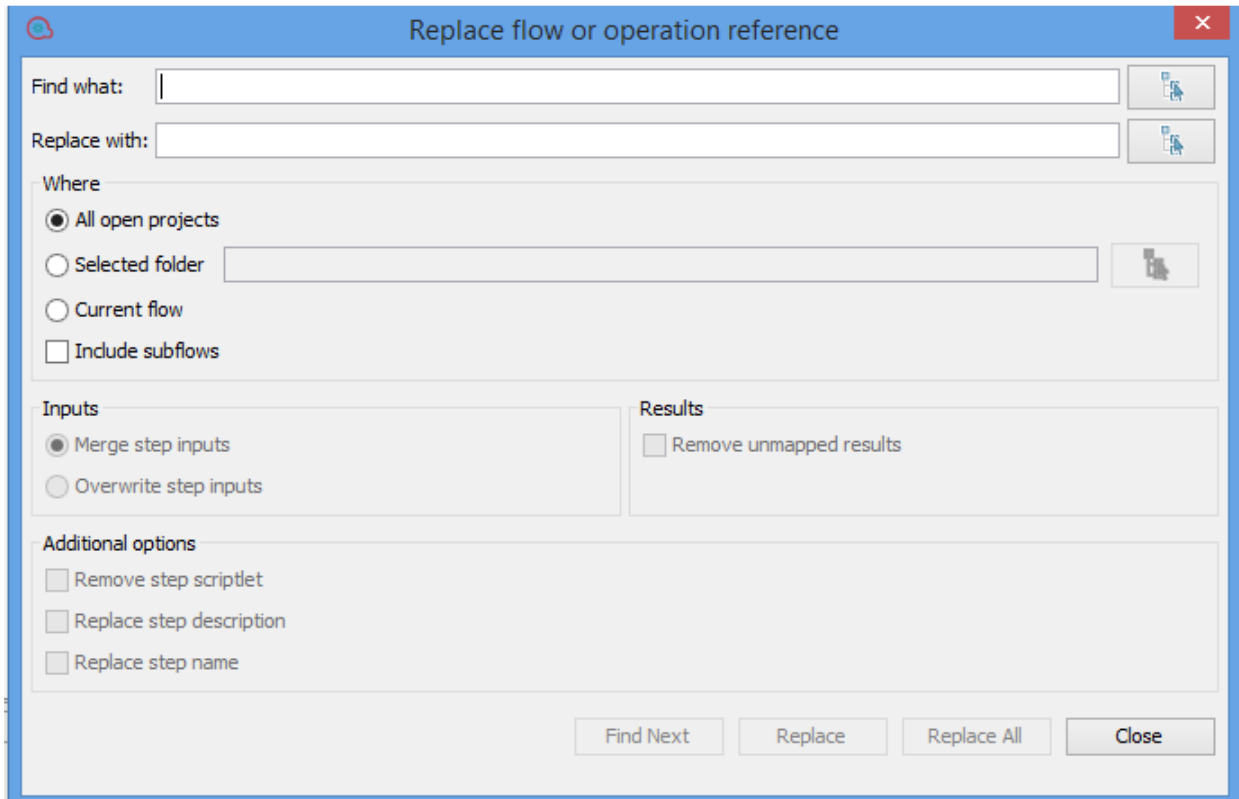 Replace flow or operation reference
Find what:
Replace with:
Where
All open projects
Selected folder
Current flow
Include subflows
Inputs
Results
Merge step inputs
Remove unmapped results
Overwrite step inputs
Additional options
Remove step scriptlet
Replace step description
Replace step name
Find Next
Replace
Replace All
Close